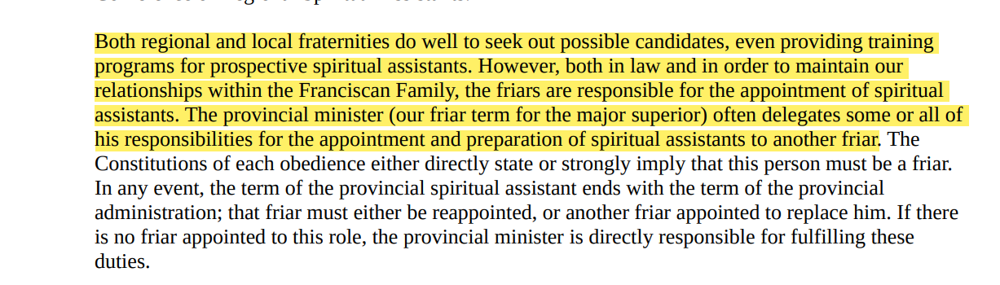 Both regional and local fraternities do well to seek out possible candidates, even providing training
programs for prospective spiritual assistants. However, both in law and in order to maintain our
relationships within the Franciscan Family, the friars are responsible for the appointment of spiritual
assistants. The provincial minister (our friar term for the major superior) often delegates some or all of
his responsibilities for the appointment and preparation of spiritual assistants to another friar. The
Constitutions of each obedience either directly state or strongly imply that this person must be a friar.
In any event, the term of the provincial spiritual assistant ends with the term of the provincial
administration; that friar must either be reappointed, or another friar appointed to replace him. If there
is no friar appointed to this role, the provincial minister is directly responsible for fulfilling these
duties.